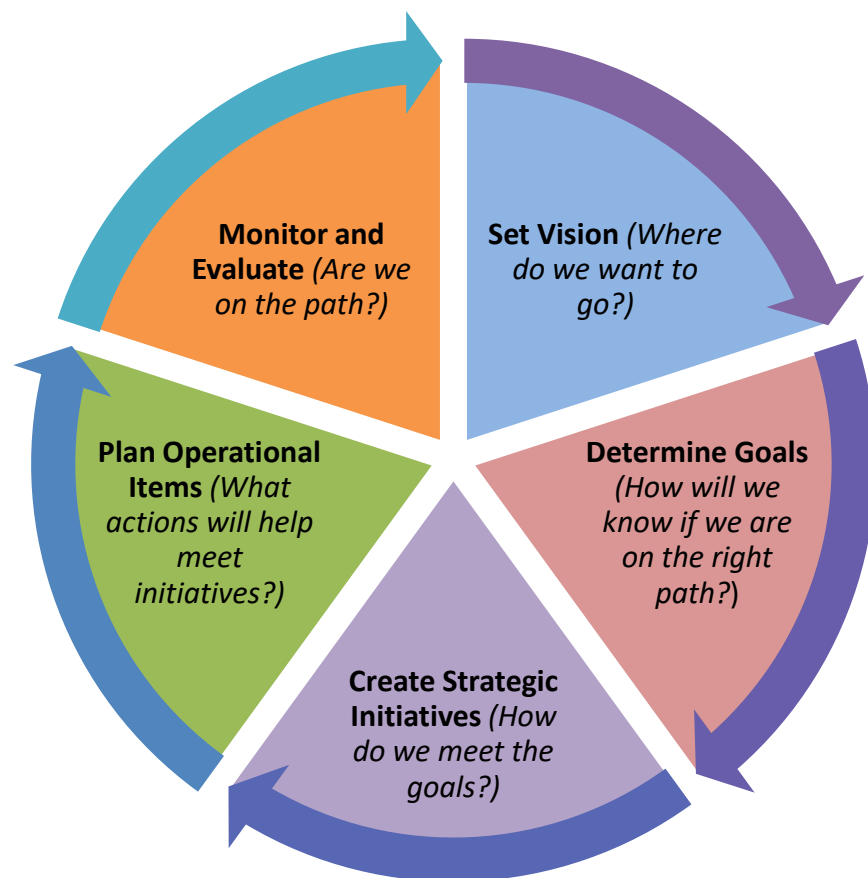 Set Vision (Where
do we want to
go?)
Determine Goals
(How will we
know if we are
on the right
path?)
Create Strategic
Initiatives (How
do we meet the
goals?)
Plan Operational
Items (What
actions will help
meet
initiatives?)
Monitor and
Evaluate (Are we
on the path?)